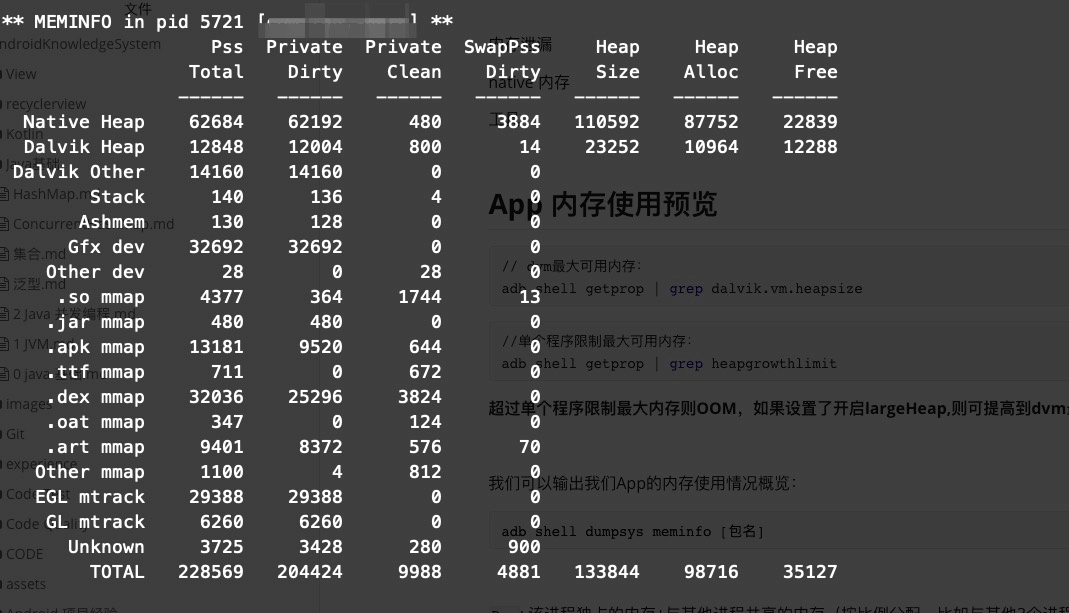 文件
** MEMINFO in pid 5721 [ ] **
Pss Private Private SwapPss Heap Heap Heap
Total Dirty Clean Dirty Size Alloc Free
------ ------ ------ ------ ------ ------ ------
Native Heap 62684 62192 480 3884 110592 87752 22839
Dalvik Heap 12848 12004 800 14 23252 10964 12288
Dalvik Other 14160 14160 0 0
Stack 140 136 4 0
Ashmem 130 128 0 0
Gfx dev 32692 32692 0 0
Other dev 28 0 28 0
.so mmap 4377 364 1744 13
.jar mmap 480 480 0 0
.apk mmap 13181 9520 644 0
.ttf mmap 711 0 672 0
.dex mmap 32036 25296 3824 0
.oat mmap 347 0 124 0
.art mmap 9401 8372 576 70
Other mmap 1100 4 812 0
EGL mtrack 29388 29388 0 0
GL mtrack 6260 6260 0 0
Unknown 3725 3428 280 900
TOTAL 228569 204424 9988 4881 133844 98716 35127
ndroidKnowledgeSystem
View
recyclerview
Kotlin
HashMap.m
集合.md
泛型.md
2 Java 并发编程.md
1 JVM
0 java
images
Git
experience
Code
Code
CODE
assets
Android 项目经验
native 内存
App 内存使用预览
// dvm最大可用内存：
adb shell getprop | grep dalvik.vm.heapsize
//单个程序限制最大可用内存：
adb shell getprop | grep heapgrowthlimit
超过单个程序限制最大内存则OOM，如果设置了开启largeHeap,则可提高到dvm
我们可以输出我们App的内存使用情况概览：
adb shell dumpsys meminfo [包名]